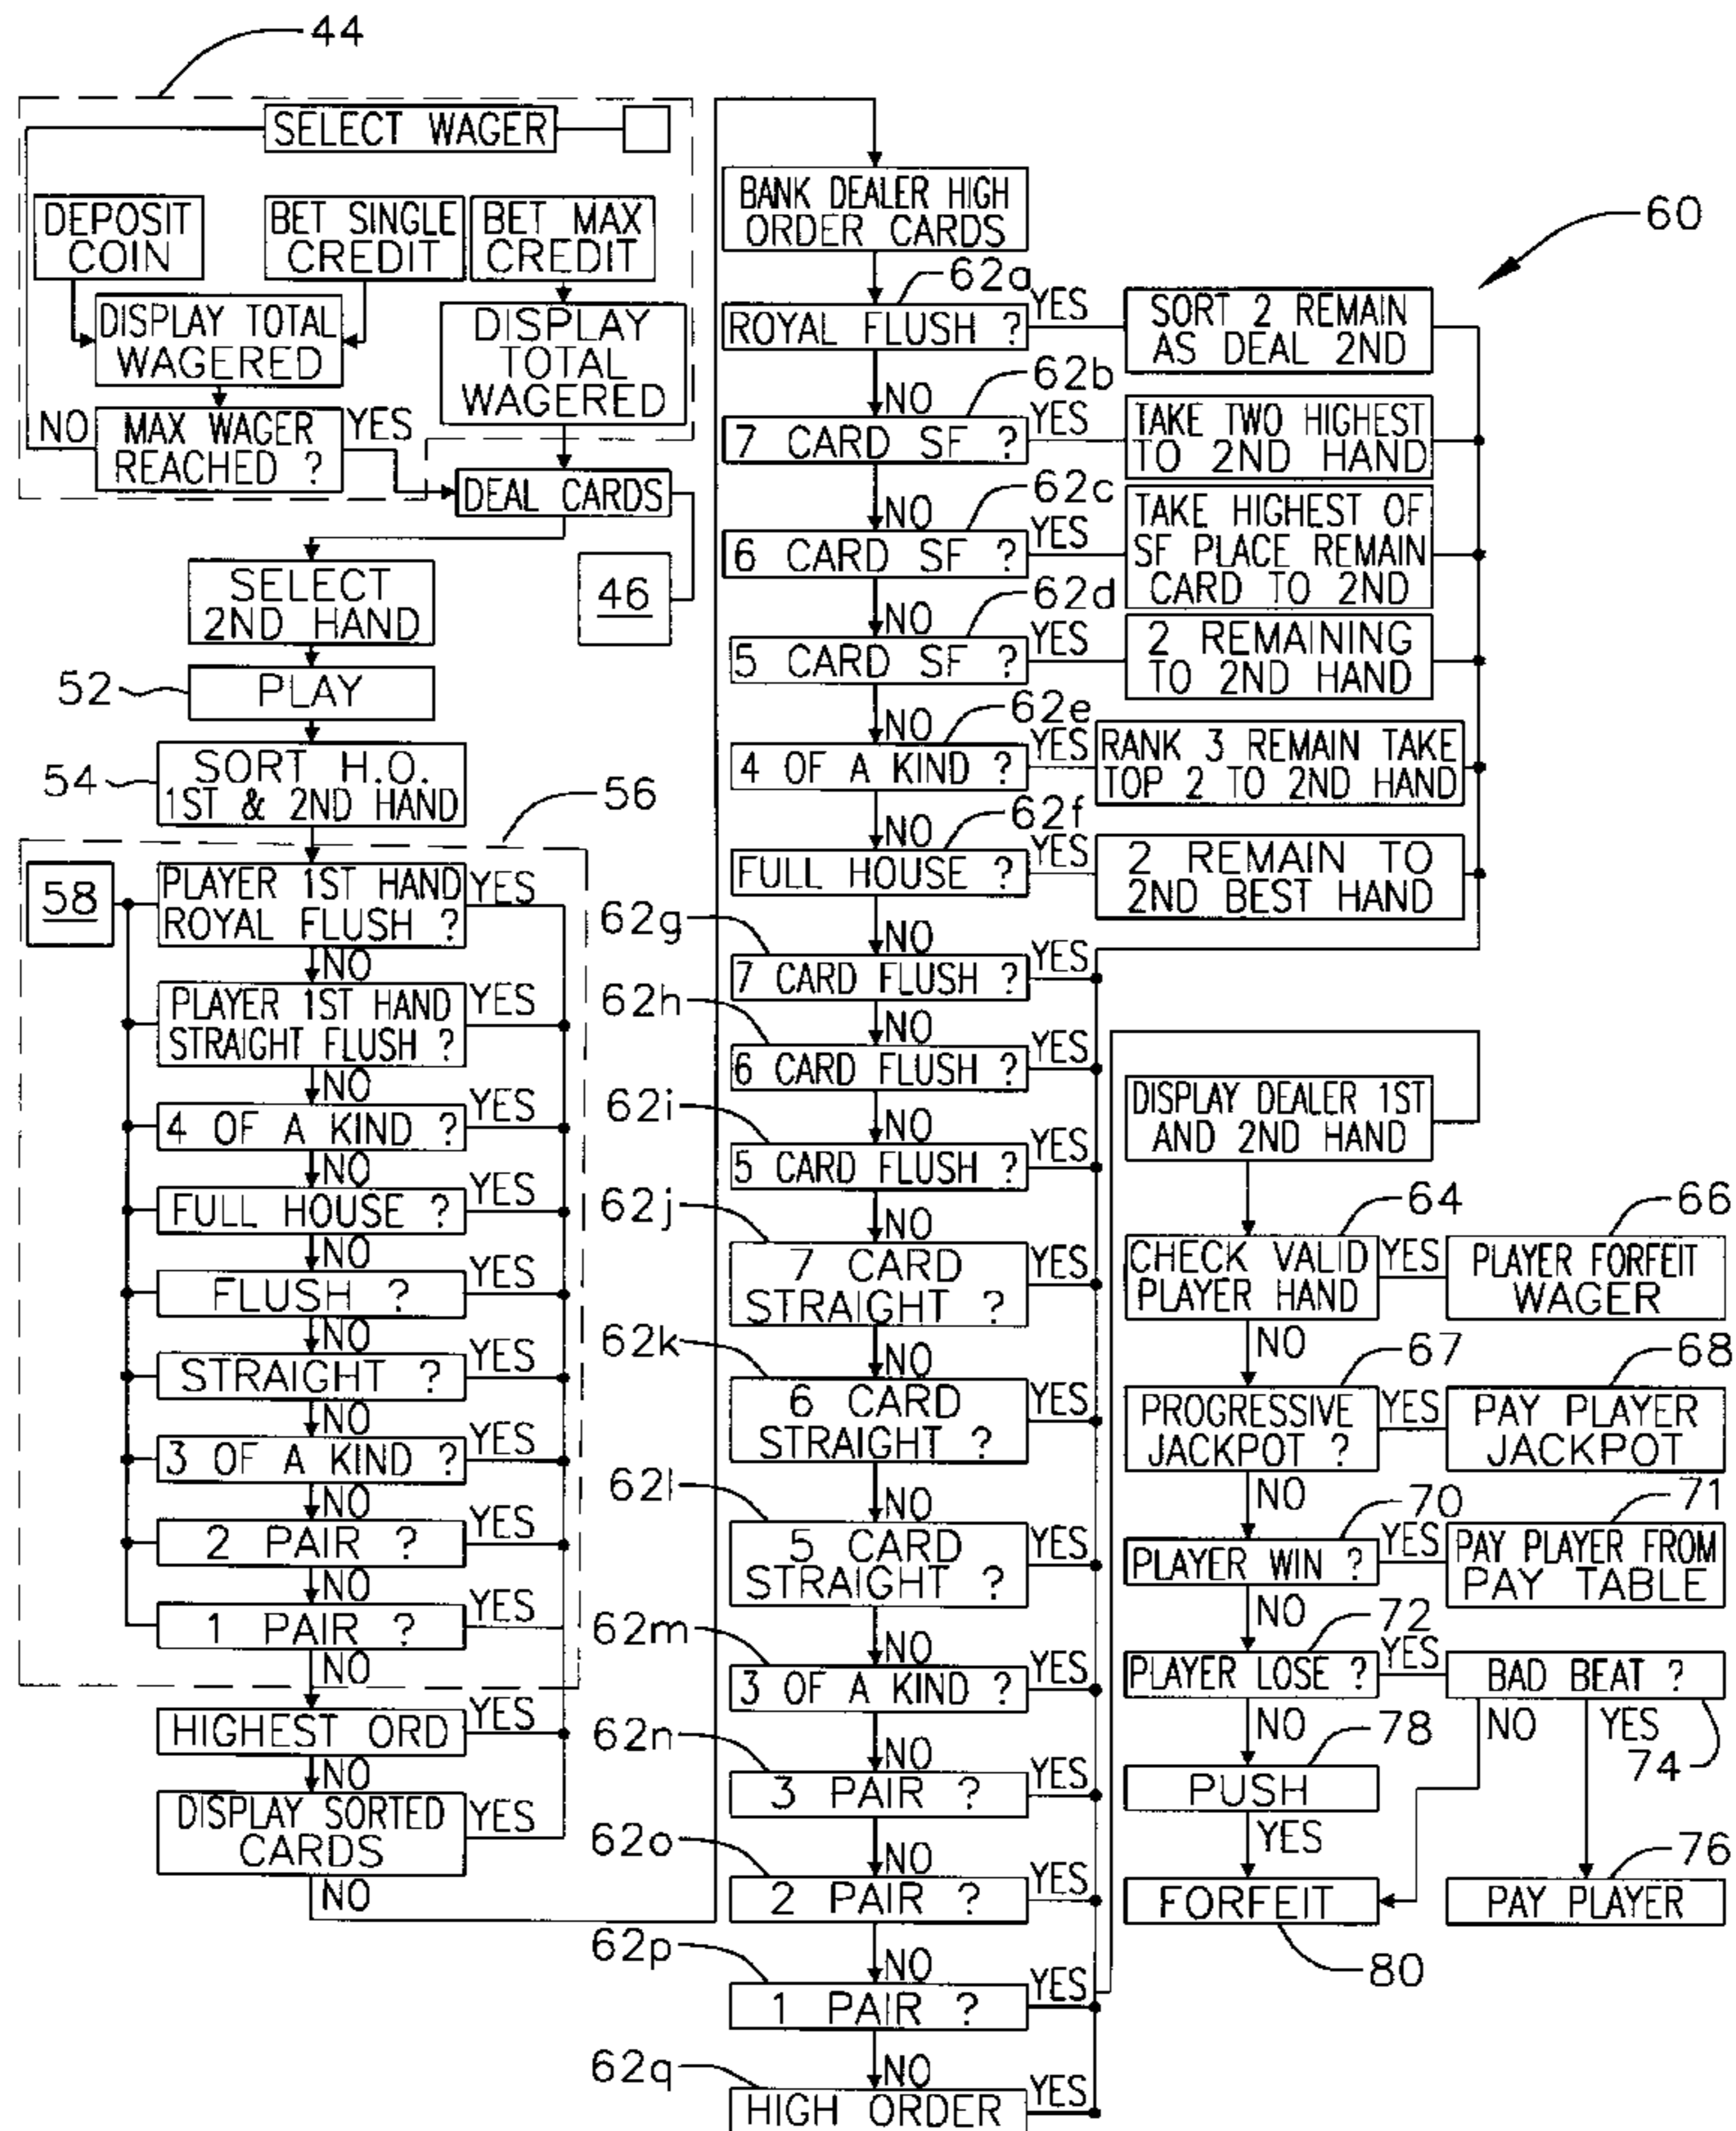 44
SELECT WAGER
DEPOSIT
COIN
BET SINGLE
CREDIT
BET MAX
CREDIT
DISPLAY TOTAL
WAGERED
DISPLAY
TOTAL
WAGERED
NO
MAX WAGER
REACHED ?
YES
DEAL CARDS
46
SELECT
2ND HAND
52
PLAY
54
SORT H.O.
1ST & 2ND HAND
56
58
PLAYER 1ST HAND
ROYAL FLUSH ?
YES
NO
PLAYER 1ST HAND
STRAIGHT FLUSH ?
YES
NO
4 OF A KIND ?
YES
NO
FULL HOUSE ?
YES
NO
FLUSH ?
YES
NO
STRAIGHT ?
YES
NO
3 OF A KIND ?
YES
NO
2 PAIR ?
YES
NO
1 PAIR ?
YES
NO
HIGHEST ORD
YES
NO
DISPLAY SORTED
CARDS
YES
NO
BANK DEALER HIGH
ORDER CARDS
60
62a
ROYAL FLUSH ?
YES
SORT 2 REMAIN
AS DEAL 2ND
NO
62b
7 CARD SF ?
YES
TAKE TWO HIGHEST
TO 2ND HAND
NO
62c
6 CARD SF ?
YES
TAKE HIGHEST OF
SF PLACE REMAIN
CARD TO 2ND
NO
62d
5 CARD SF ?
YES
2 REMAINING
TO 2ND HAND
NO
62e
4 OF A KIND ?
YES
RANK 3 REMAIN TAKE
TOP 2 TO 2ND HAND
NO
62f
FULL HOUSE ?
YES
2 REMAIN TO
2ND BEST HAND
NO
62g
7 CARD FLUSH ?
YES
NO
62h
6 CARD FLUSH ?
YES
NO
62i
5 CARD FLUSH ?
YES
NO
62j
7 CARD
STRAIGHT ?
YES
NO
62k
6 CARD
STRAIGHT ?
YES
NO
62l
5 CARD
STRAIGHT ?
YES
NO
62m
3 OF A KIND ?
YES
NO
62n
3 PAIR ?
YES
NO
62o
2 PAIR ?
YES
NO
62p
1 PAIR ?
YES
NO
62q
HIGH ORDER
YES
DISPLAY DEALER 1ST
AND 2ND HAND
64
CHECK VALID
PLAYER HAND
YES
66
PLAYER FORFEIT
WAGER
NO
67
PROGRESSIVE
JACKPOT ?
YES
68
PAY PLAYER
JACKPOT
NO
70
PLAYER WIN ?
YES
71
PAY PLAYER FROM
PAY TABLE
NO
72
PLAYER LOSE ?
YES
BAD BEAT ?
74
NO
NO
YES
78
PUSH
YES
76
FORFEIT
PAY PLAYER
80